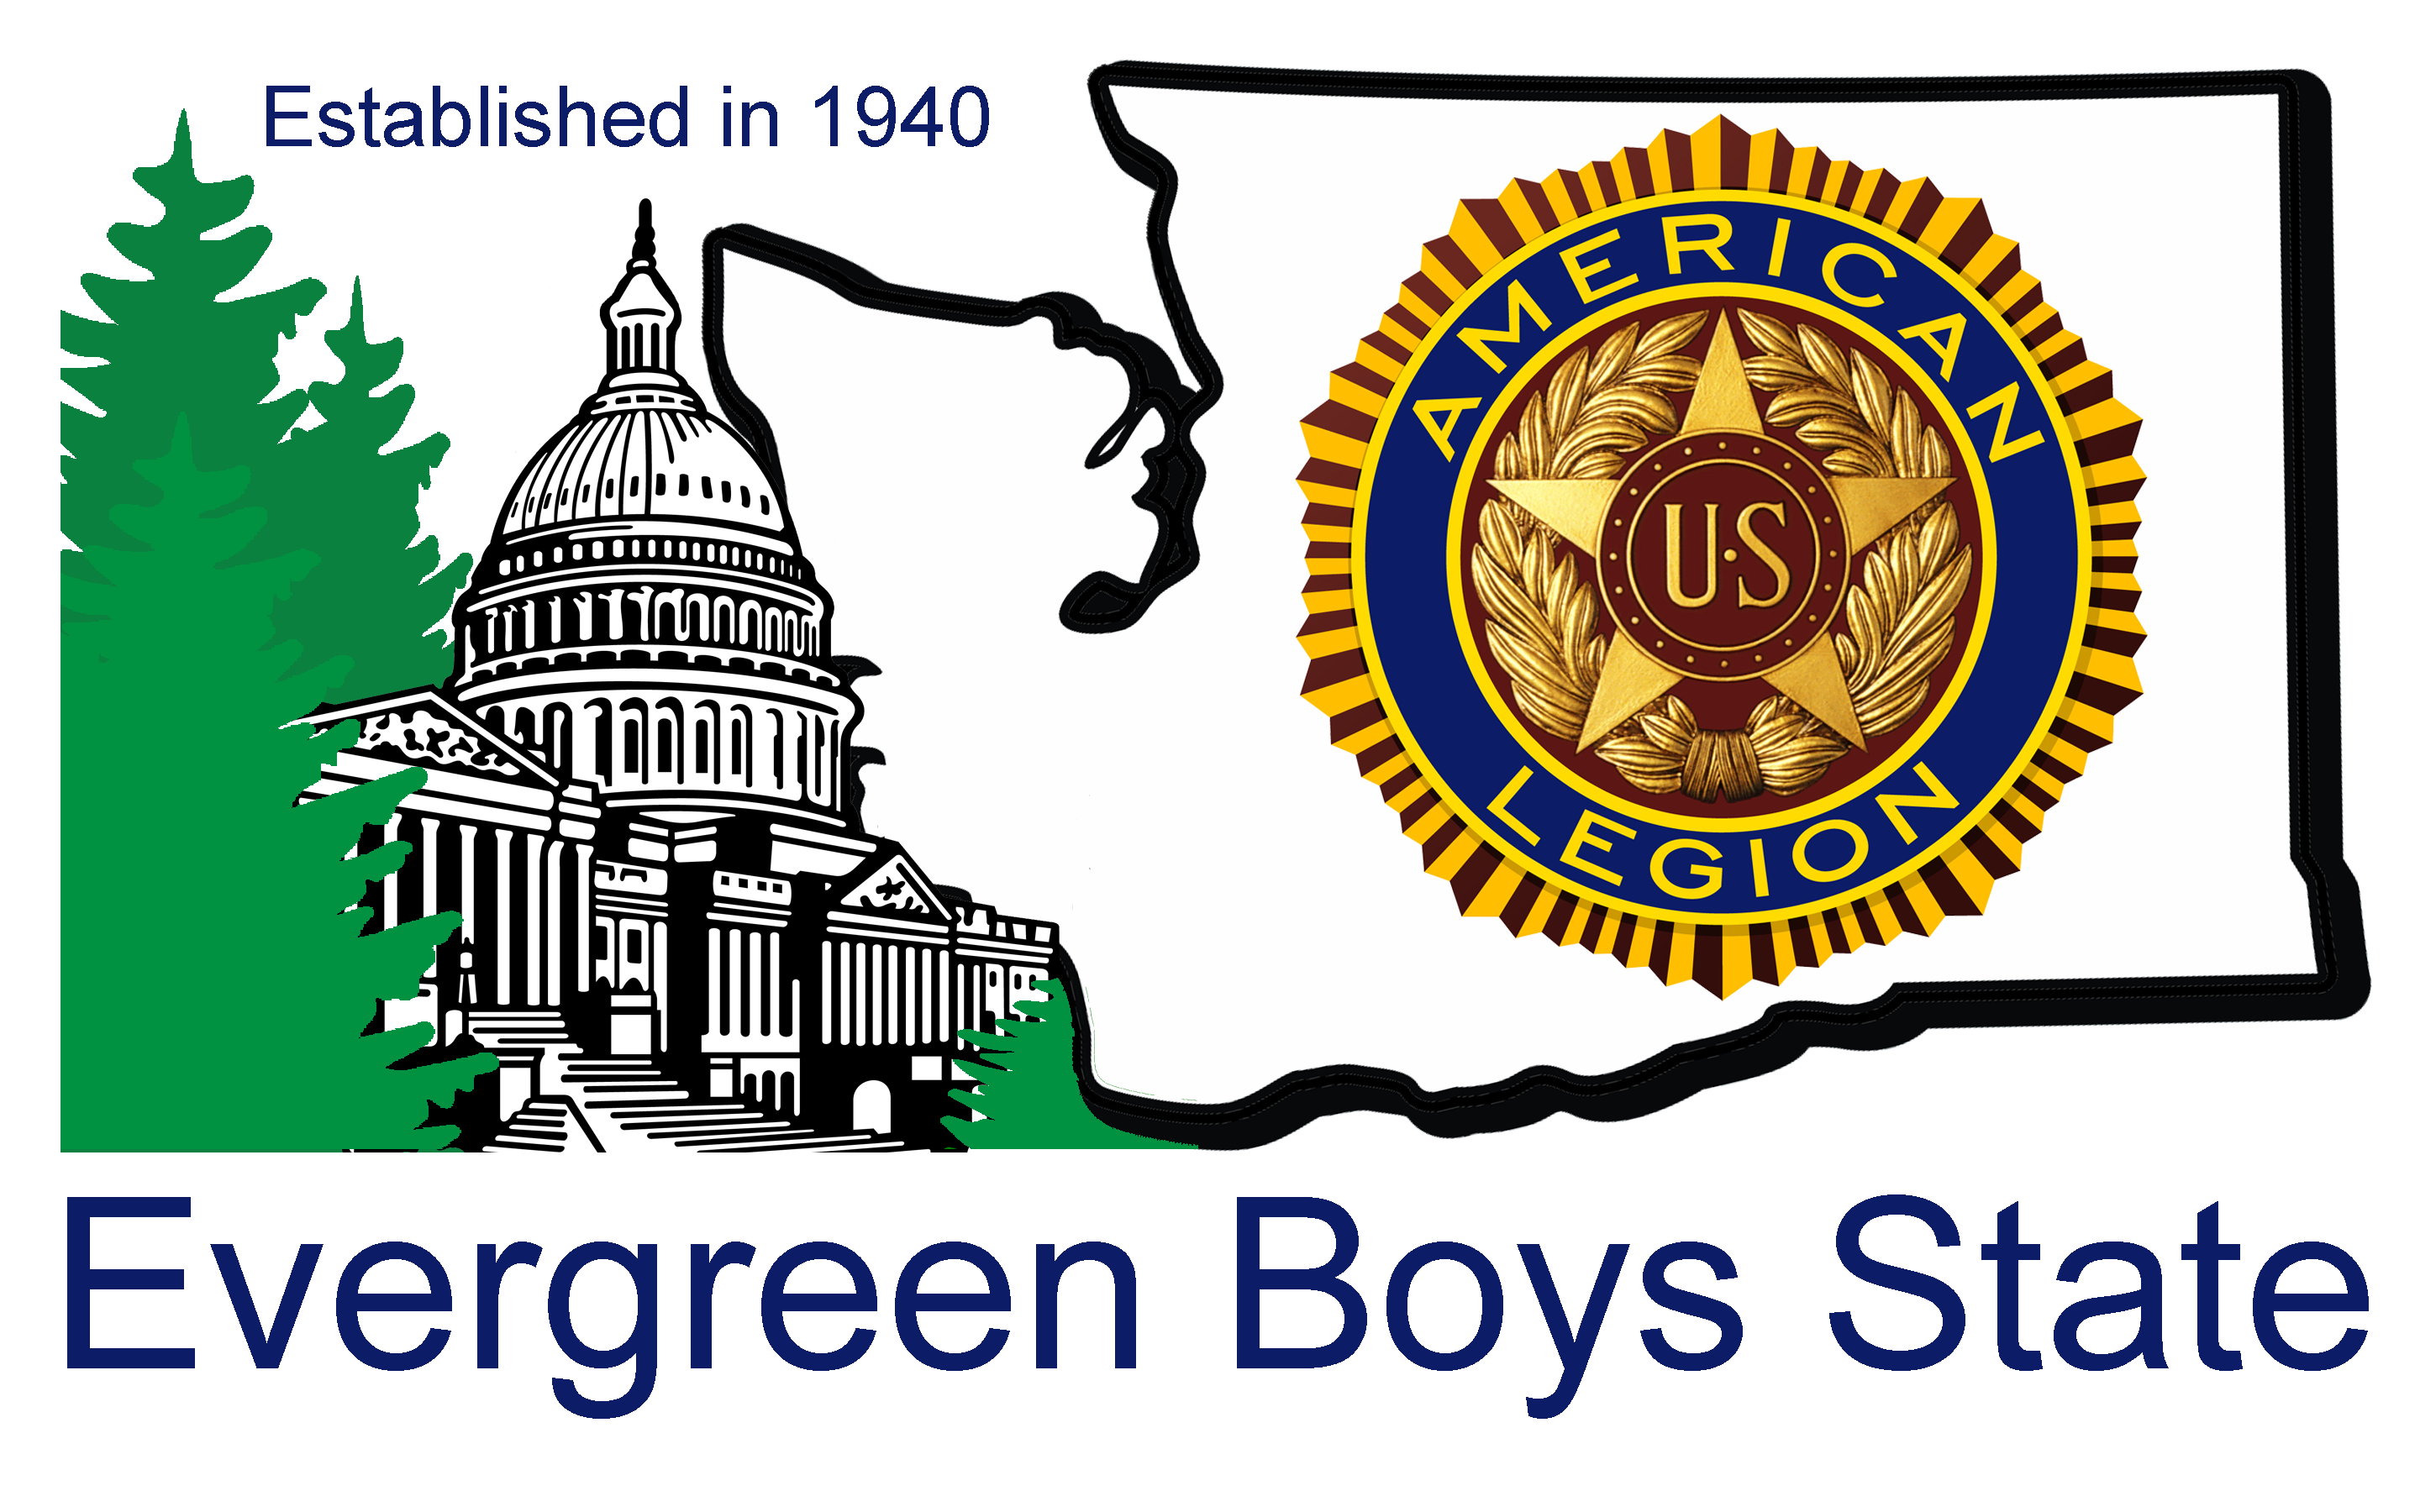 Established in 1940
AMERICAN
U.S
LEGION
Evergreen Boys State